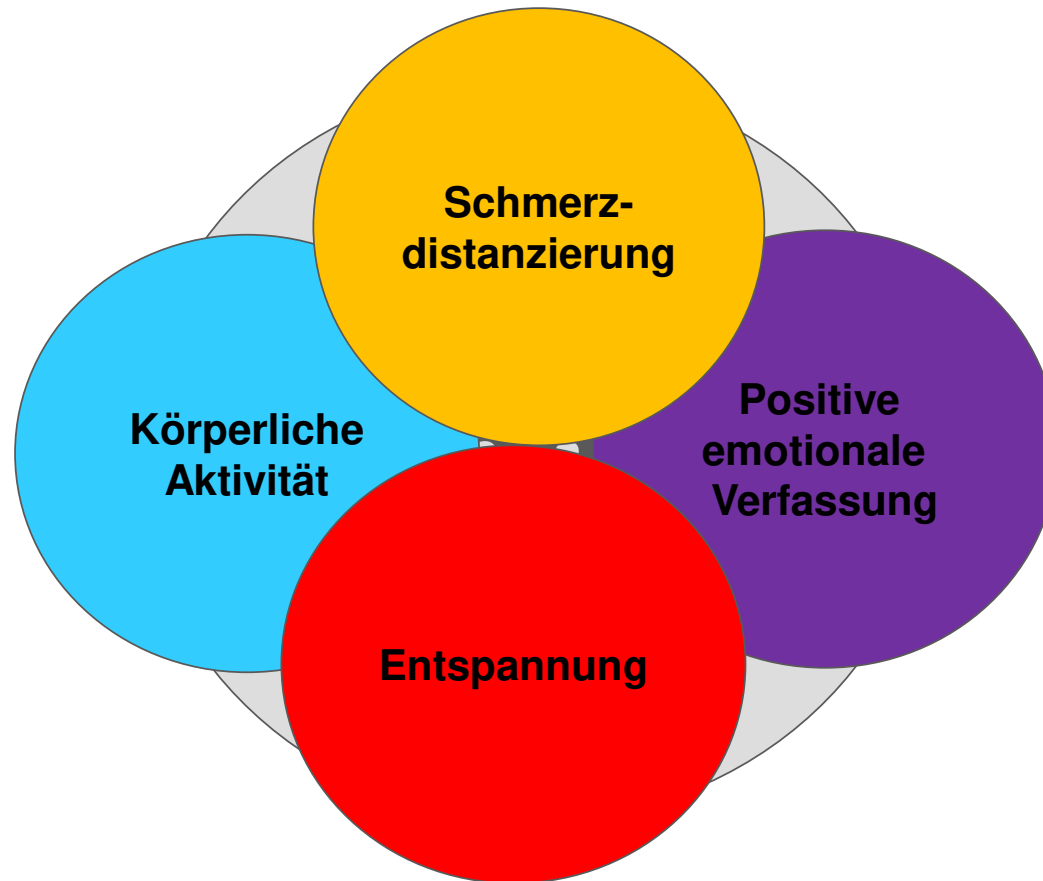 Schmerz-
distanzierung
Körperliche
Aktivität
Positive
emotionale
Verfassung
Entspannung